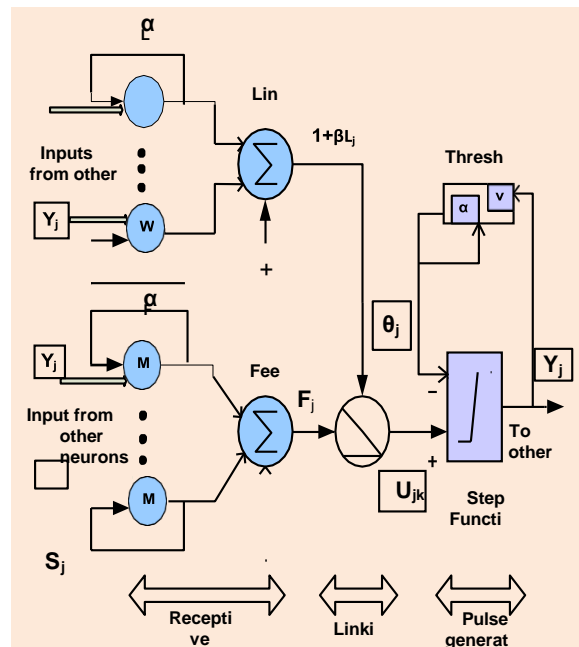 α
L
Lin
1+βLj
Thresh
Inputs
from other
v
α
Yj
W
Σ
+
α
θj
Yj
Yj
M
Fee
Fj
−
Input from
other
neurons
Σ
To
other
+
M
Ujk
Step
Functi
Sj
Recepti
ve
Linki
Pulse
generat